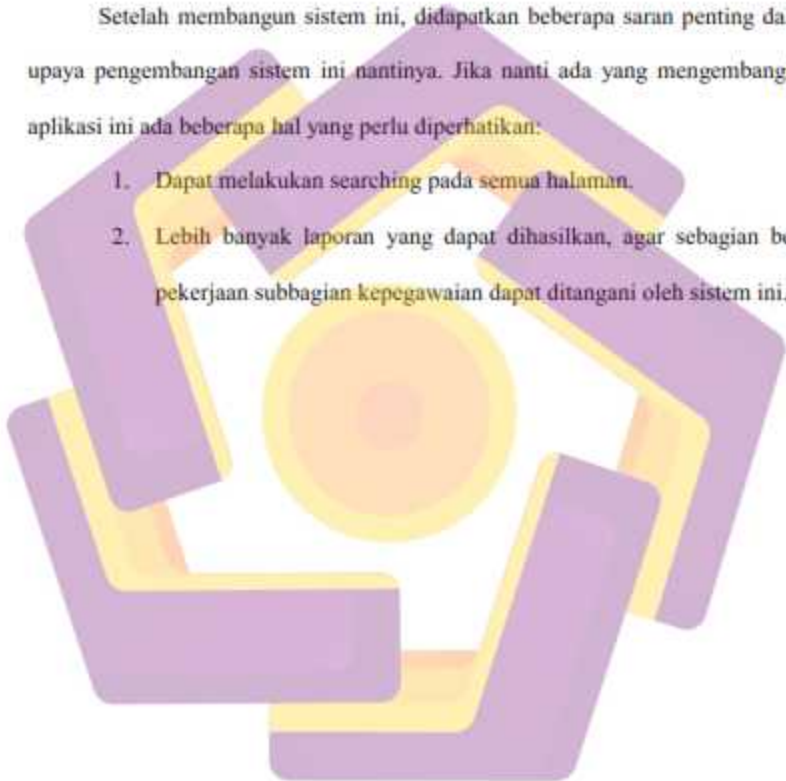 Setelah membangun sistem ini, didapatkan beberapa saran penting da
upaya pengembangan sistem ini nantinya. Jika nanti ada yang mengembang
aplikasi ini ada beberapa hal yang perlu diperhatikan:
1. Dapat melakukan searching pada semua halaman.
2. Lebih banyak laporan yang dapat dihasilkan, agar sebagian be
pekerjaan subbagian kepegawaian dapat ditangani oleh sistem ini.